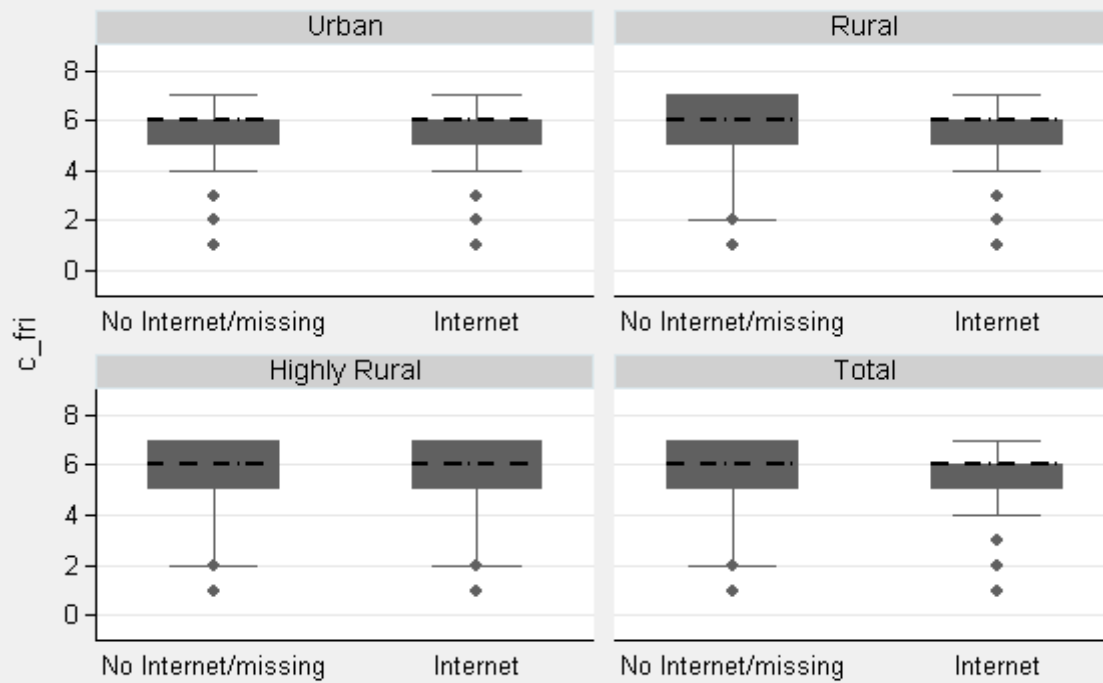 Urban
Rural
8
6
4
2
0
No Internet/missing
Internet
No Internet/missing
Internet
c_fri
Highly Rural
Total
8
6
4
2
0
No Internet/missing
Internet
No Internet/missing
Internet